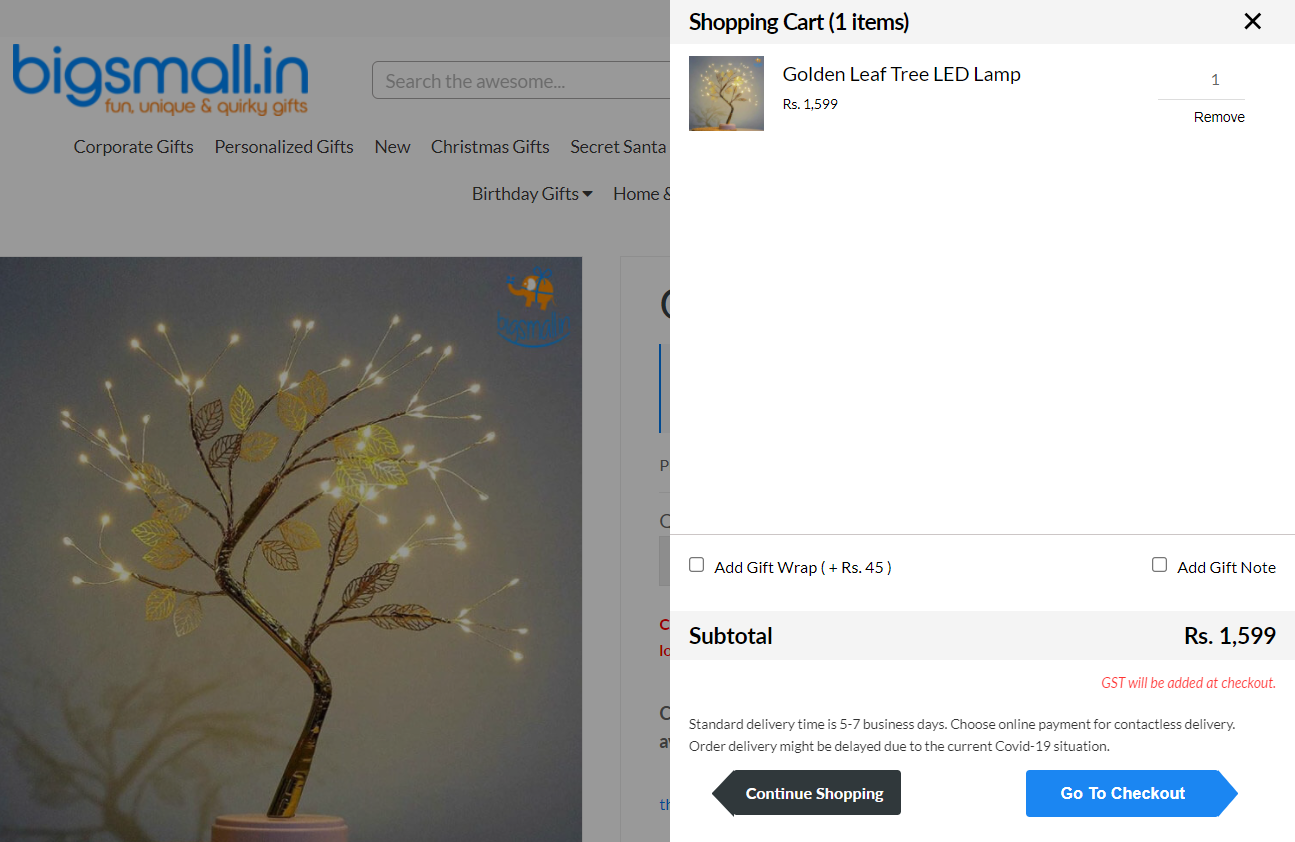 bigsmall.in
fun, unique & quirky gifts
Search the awesome...
Corporate Gifts Personalized Gifts New Christmas Gifts Secret Santa
Birthday Gifts Home &
bigsmall
Shopping Cart (1 items)
Golden Leaf Tree LED Lamp
1
Rs. 1,599
Remove
Add Gift Wrap ( + Rs. 45 ) Add Gift Note
Subtotal Rs. 1,599
GST will be added at checkout.
Standard delivery time is 5-7 business days. Choose online payment for contactless delivery.
Order delivery might be delayed due to the current Covid-19 situation.
Continue Shopping Go To Checkout